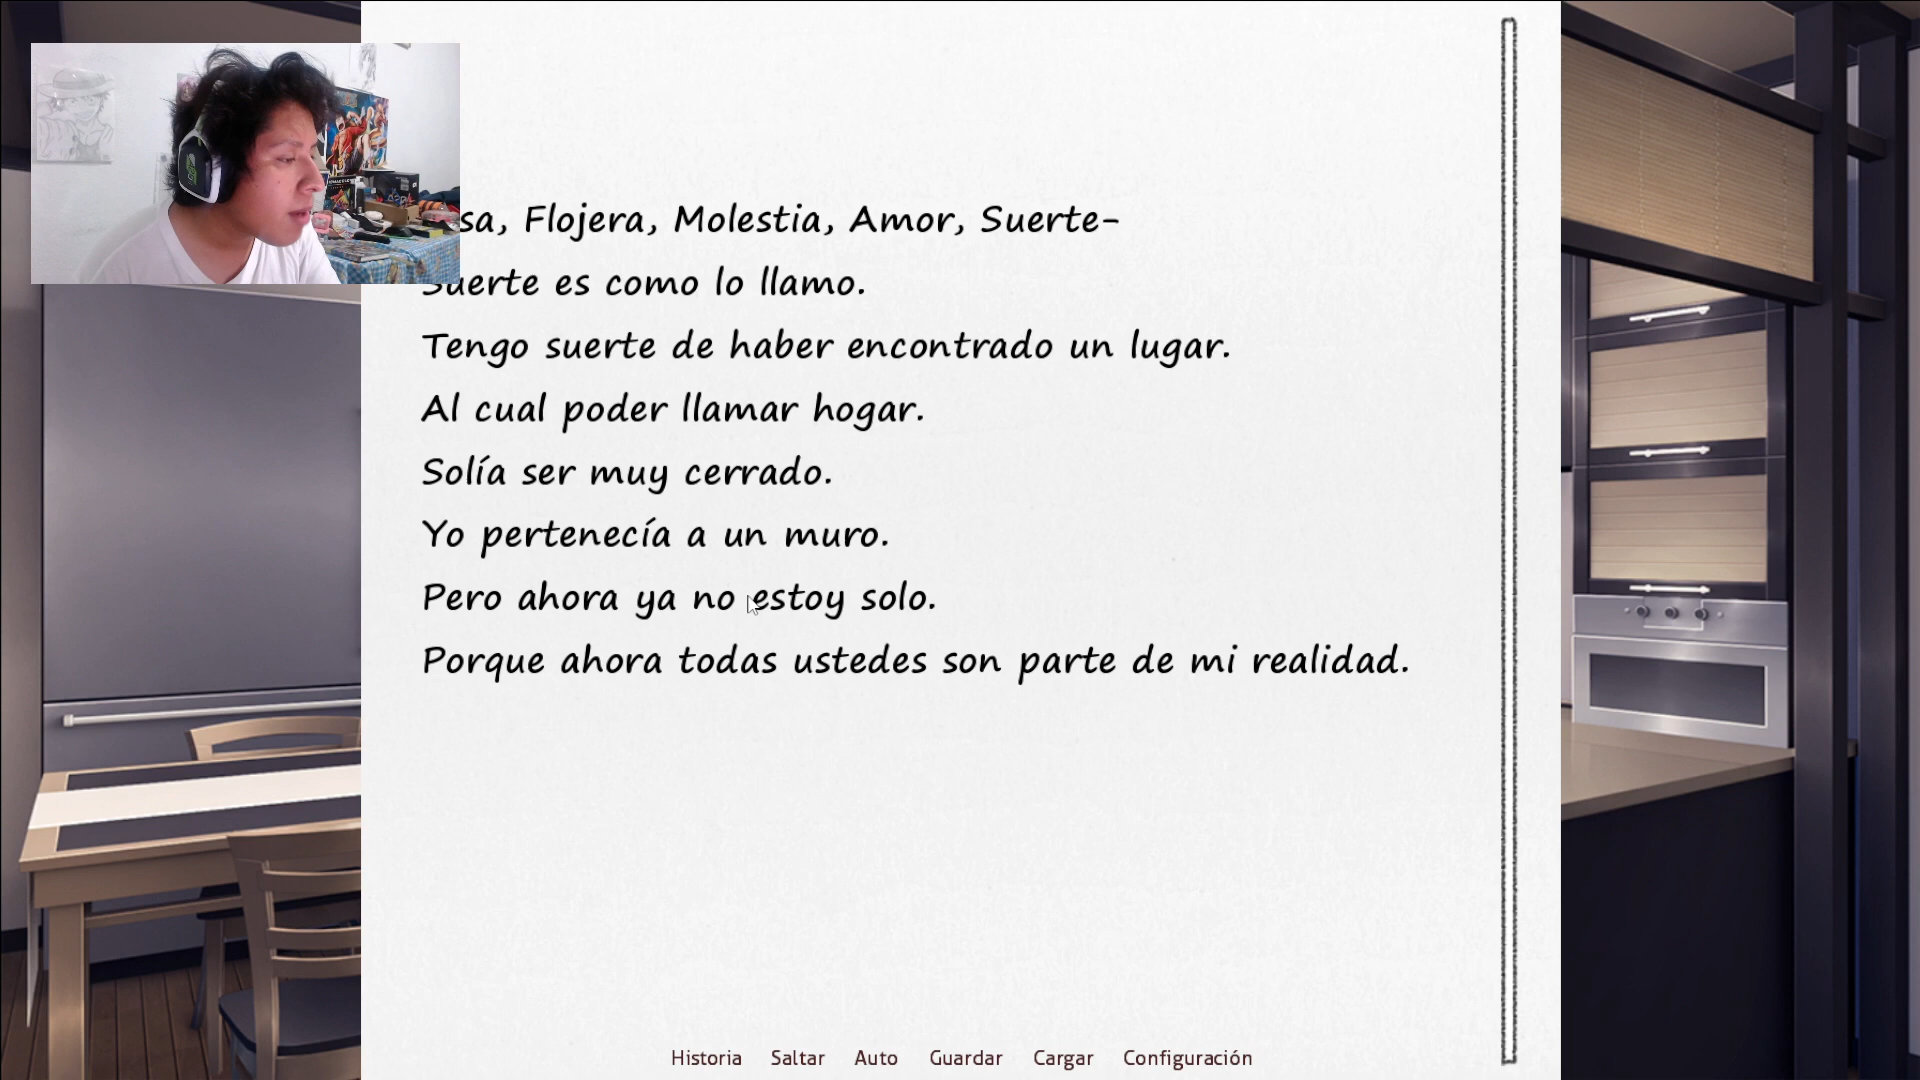 Flojera, Molestia, Amor, Suerte-
Suerte es como lo llamo.
Tengo suerte de haber encontrado un lugar.
Al cual poder llamar hogar.
Solía ser muy cerrado.
Yo pertenecía a un muro.
Pero ahora ya no estoy solo.
Porque ahora todas ustedes son parte de mi realidad.
Historia Saltar Auto Guardar Cargar Configuración